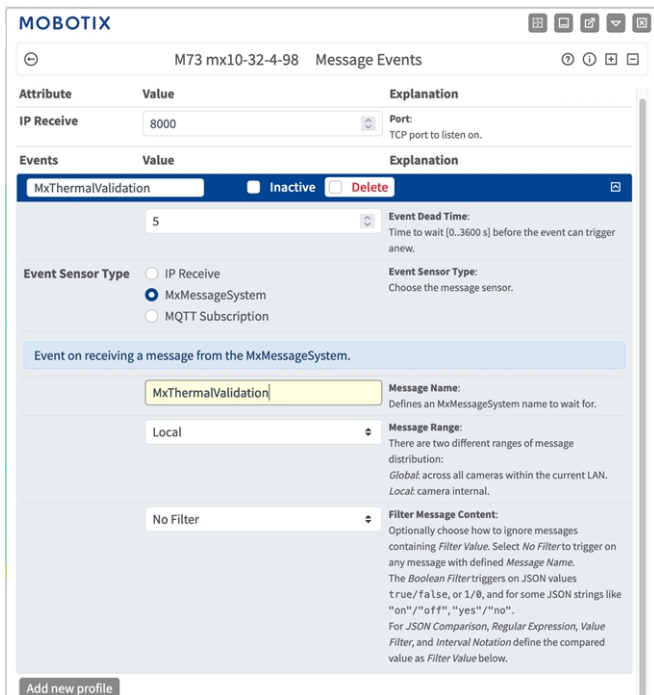 MOBOTIX
M73 mx10-32-4-98 Message Events
Attribute Value Explanation
IP Receive 8000 Port:
TCP port to listen on.
Events Value Explanation
MxThermalValidation Inactive Delete
5 Event Dead Time:
Time to wait [0..3600 s] before the event can trigger
anew.
Event Sensor Type IP Receive Event Sensor Type:
MxMessageSystem Choose the message sensor.
MQTT Subscription
Event on receiving a message from the MxMessageSystem.
MxThermalValidation Message Name:
Defines an MxMessageSystem name to wait for.
Local Message Range:
There are two different ranges of message
distribution:
Global: across all cameras within the current LAN.
Local: camera internal.
No Filter Filter Message Content:
Optionally choose how to ignore messages
containing Filter Value. Select No Filter to trigger on
any message with defined Message Name.
The Boolean Filter triggers on JSON values
true/false, or 1/0, and for some JSON strings like
"on"/"off", "yes"/"no".
For JSON Comparison, Regular Expression, Value
Filter, and Interval Notation define the compared
value as Filter Value below.
Add new profile